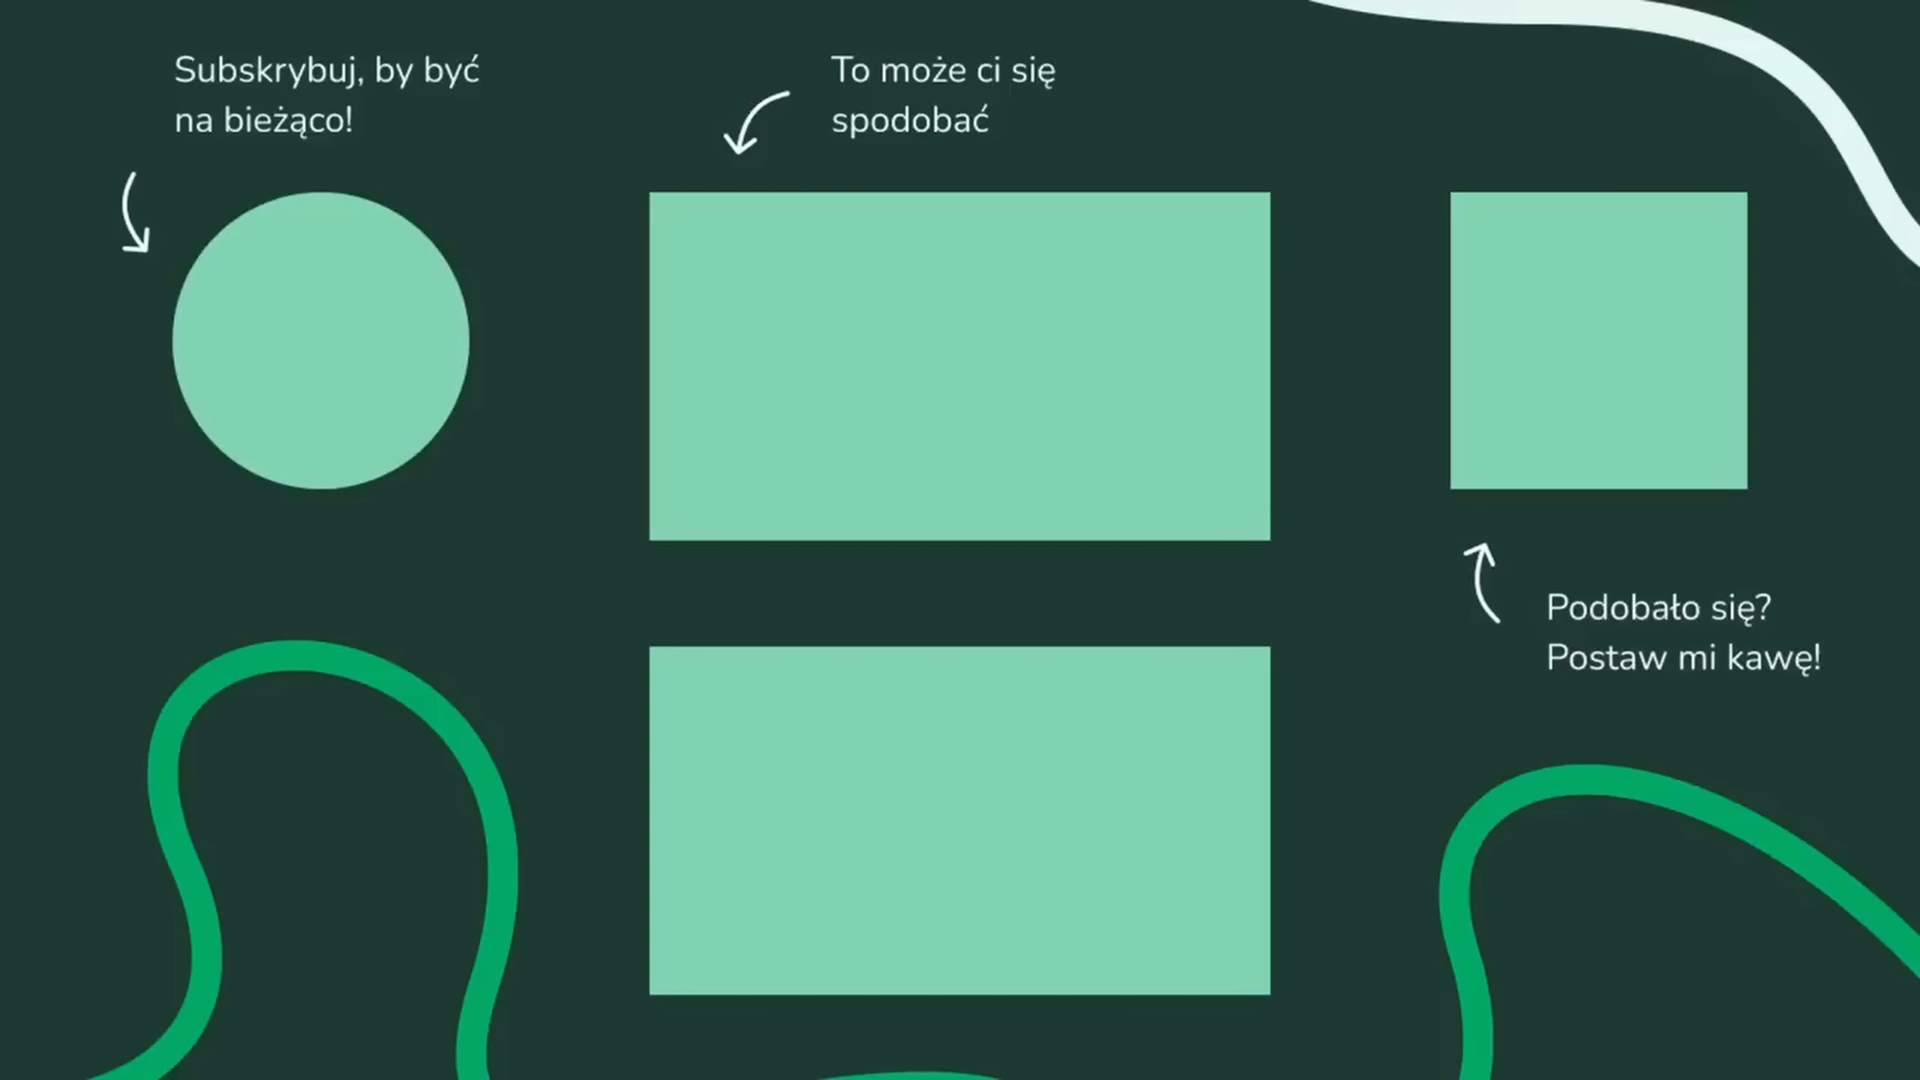 Subskrybuj, by być
na bieżąco!
To może ci się
spodobać
Podobało się?
Postaw mi kawę!